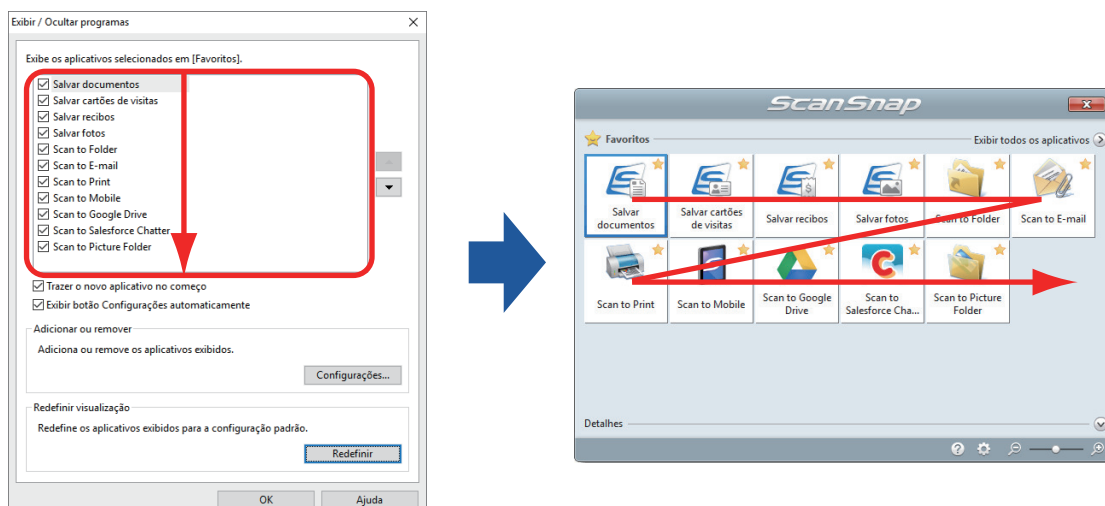 Exibir / Ocultar programas
Exibe os aplicativos selecionados em [Favoritos].
Salvar documentos
Salvar cartões de visitas
Salvar recibos
Salvar fotos
Scan to Folder
Scan to E-mail
Scan to Print
Scan to Mobile
Scan to Google Drive
Scan to Salesforce Chatter
Scan to Picture Folder
Trazer o novo aplicativo no começo
Exibir botão Configurações automaticamente
Adicionar ou remover
Adiciona ou remove os aplicativos exibidos.
Configurações...
Redefinir visualização
Redefine os aplicativos exibidos para a configuração padrão.
Redefinir
OK Ajuda
ScanSnap
Favoritos Exibir todos os aplicativos
Salvar documentos
Salvar cartões de visitas
Salvar recibos
Salvar fotos
Scan to Folder
Scan to E-mail
Scan to Print
Scan to Mobile
Scan to Google Drive
Scan to Salesforce Cha...
Scan to Picture Folder
Detalhes